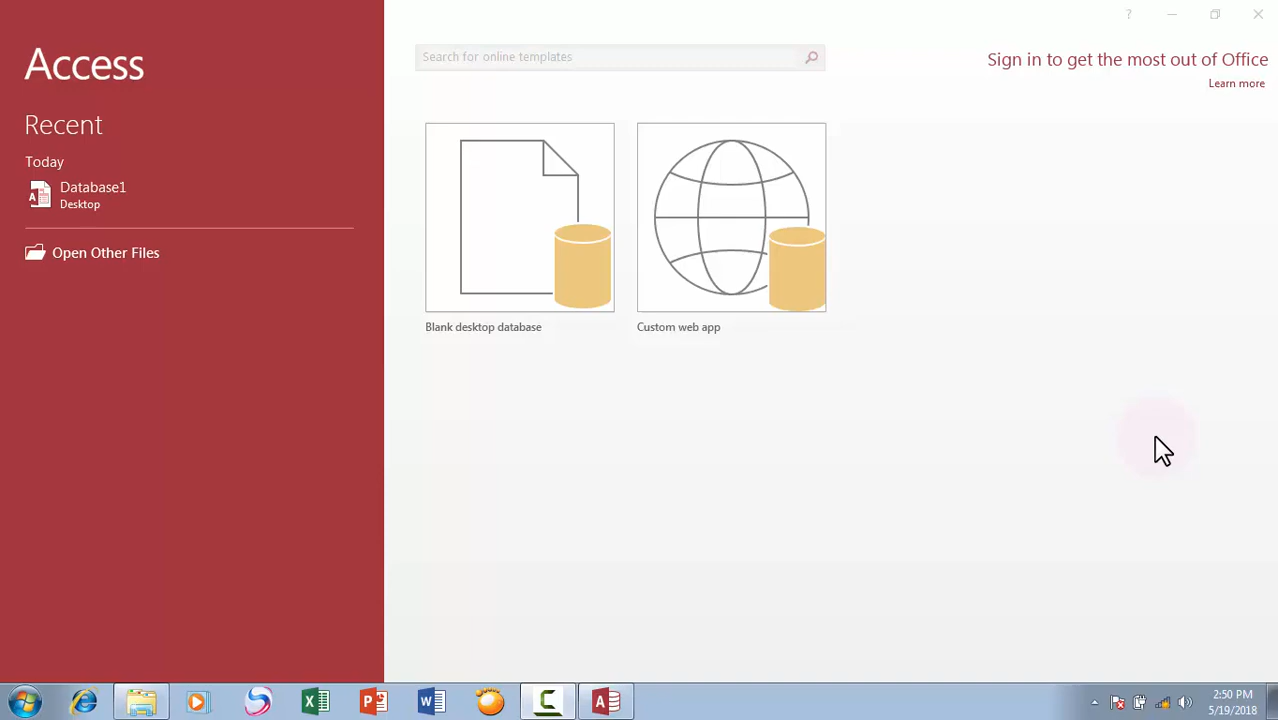 Access
Recent
Today
Database1
Desktop
Open Other Files
Search for online templates
Sign in to get the most out of Office
Learn more
Blank desktop database
Custom web app
2:50 PM
5/19/2018